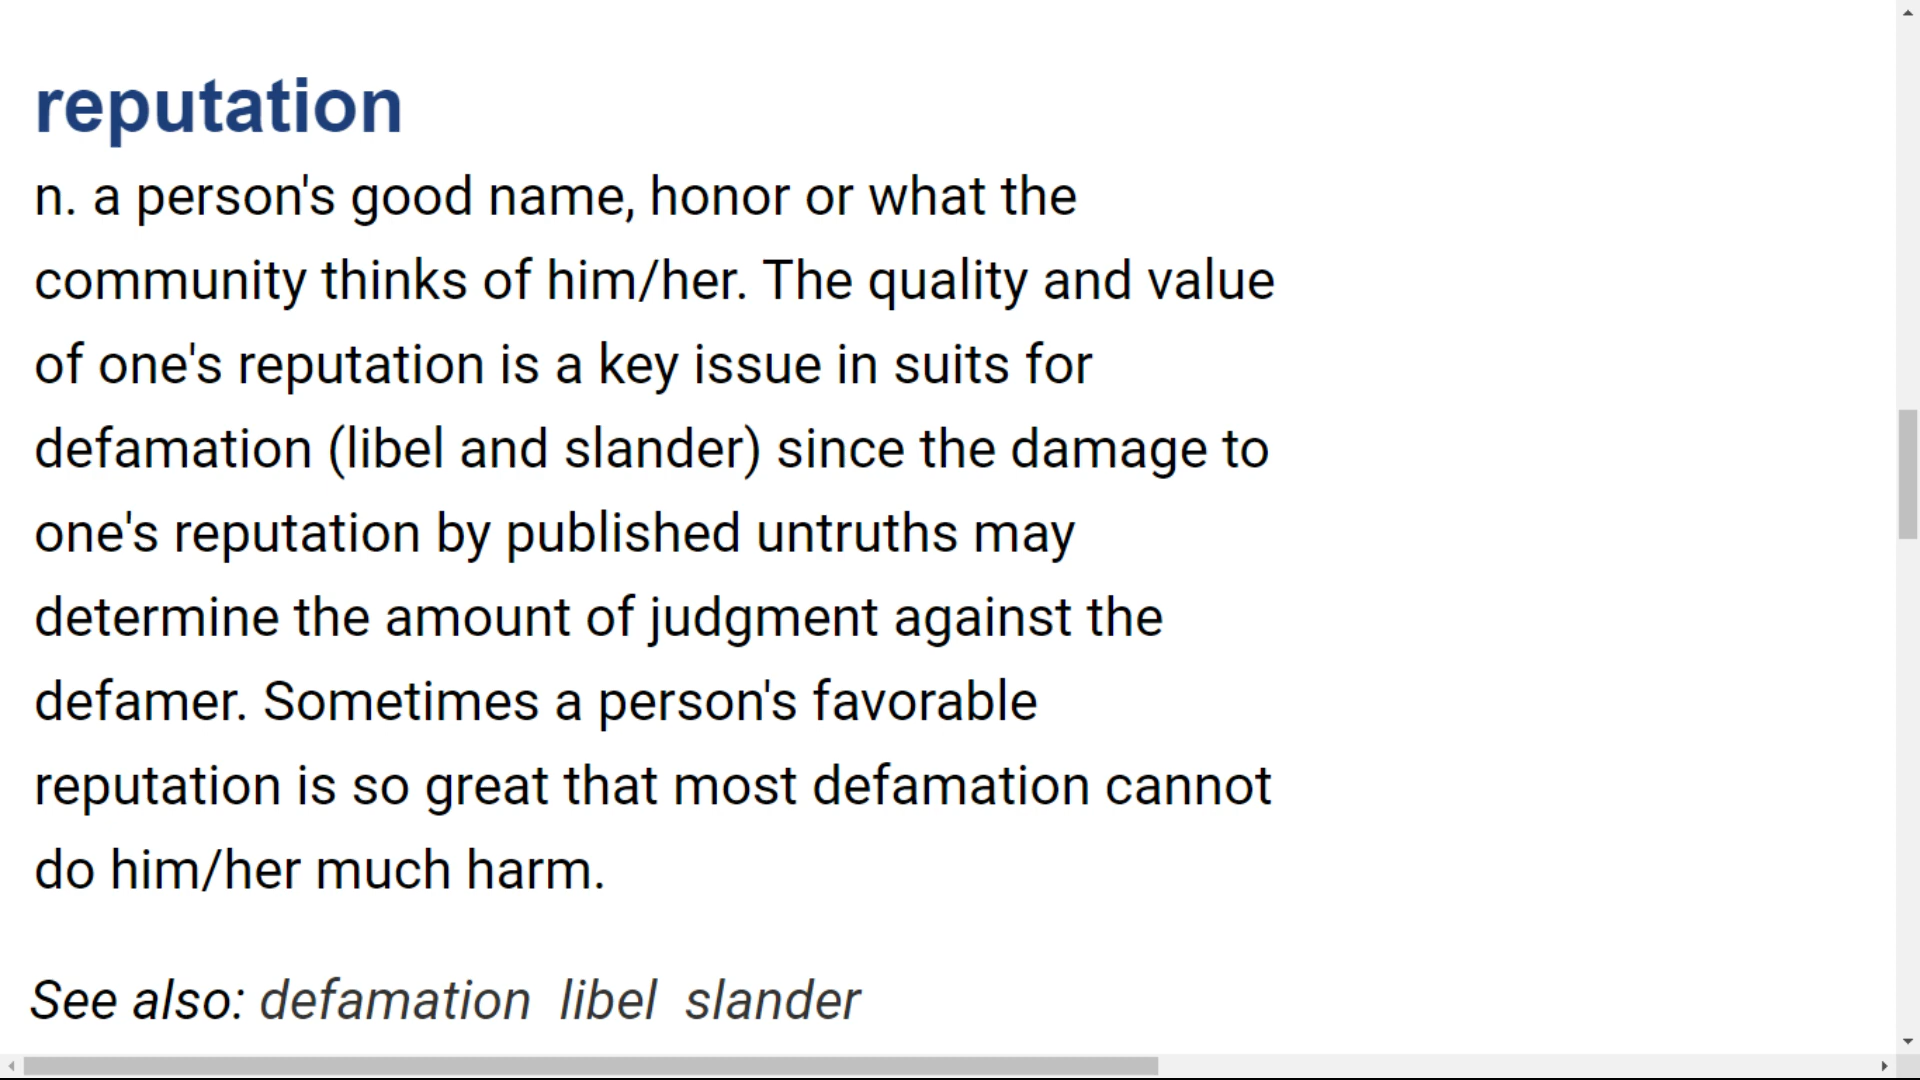 reputation
n. a person's good name, honor or what the
community thinks of him/her. The quality and value
of one's reputation is a key issue in suits for
defamation (libel and slander) since the damage to
one's reputation by published untruths may
determine the amount of judgment against the
defamer. Sometimes a person's favorable
reputation is so great that most defamation cannot
do him/her much harm.
See also: defamation libel slander